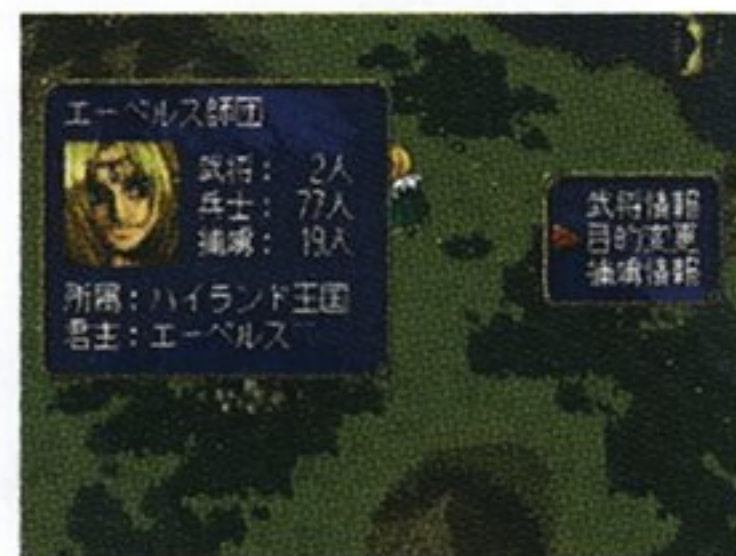 エーベルス師団
武将： 2人
兵士： 77人
捕虜： 19人
所属：ハイランド王国
君主：エーベルス
武将情報
目的変更
捕虜情報